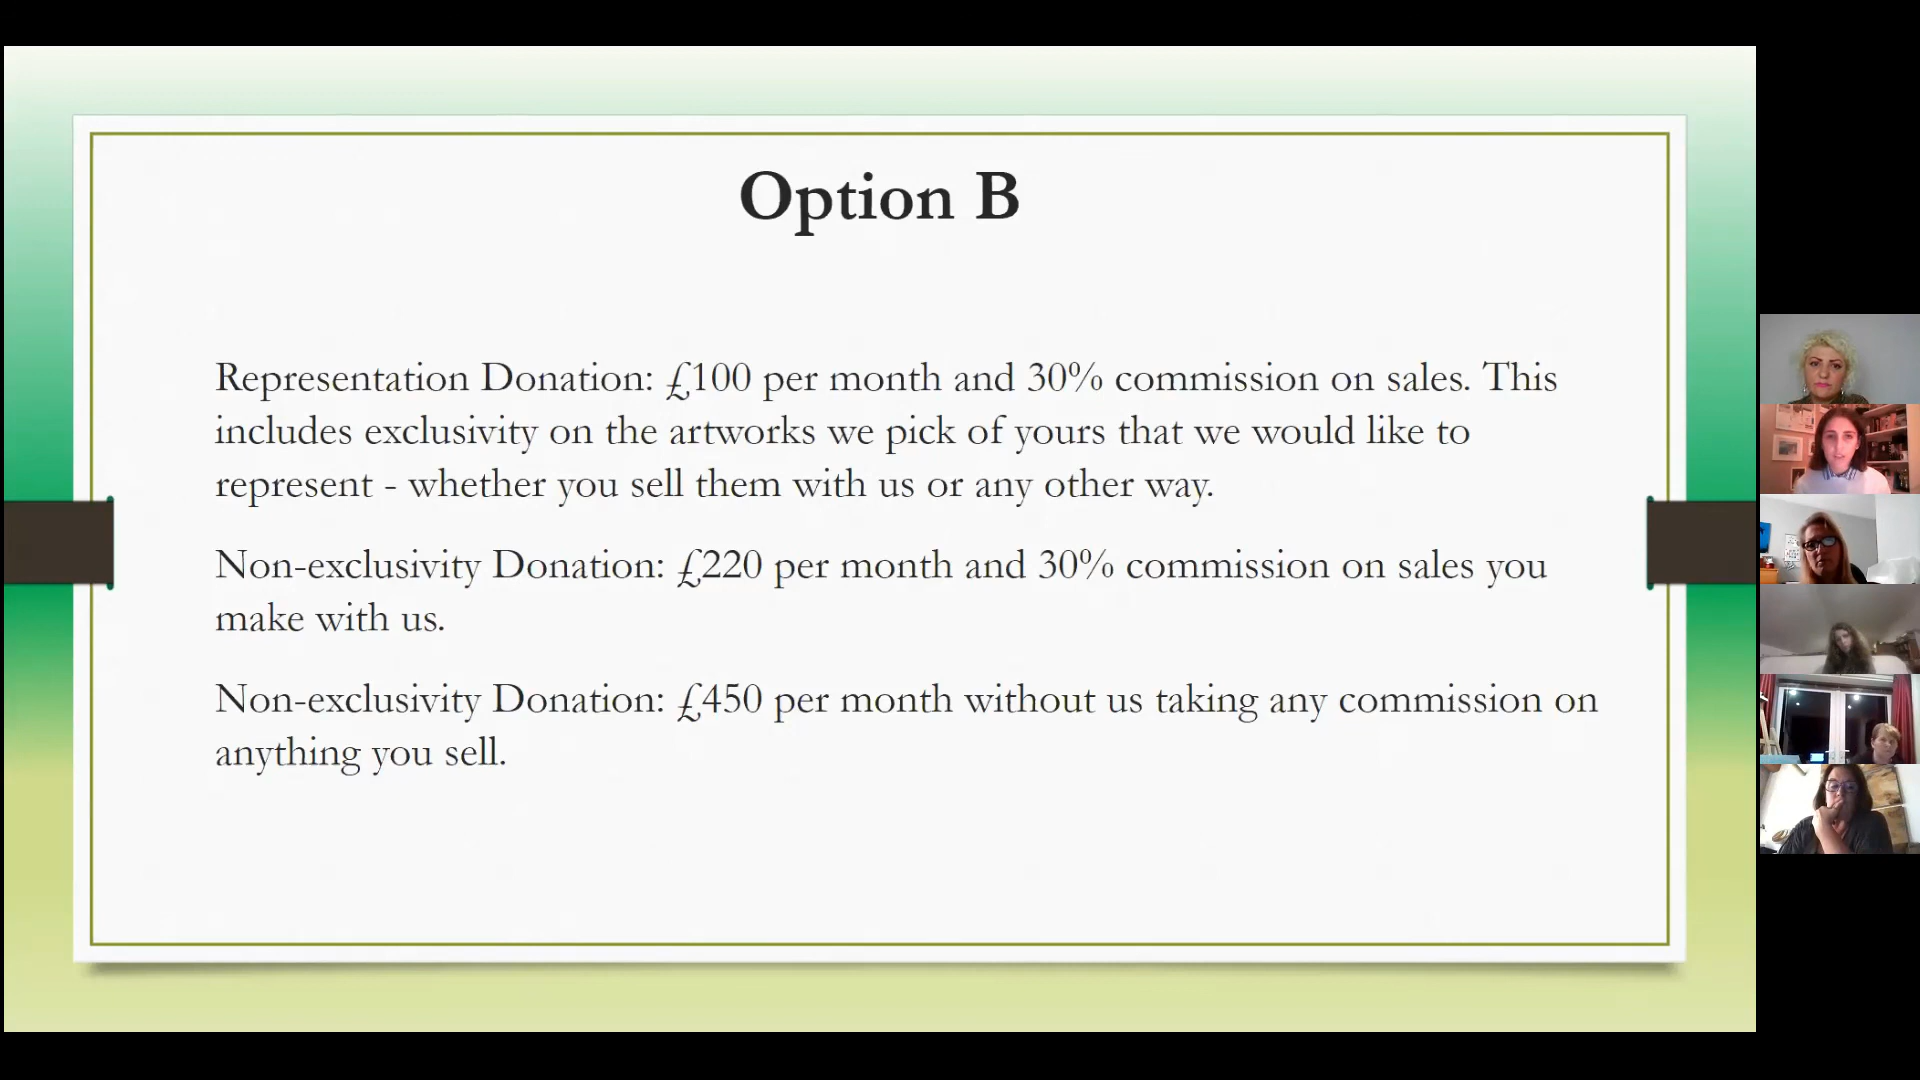 Option B
Representation Donation: £100 per month and 30% commission on sales. This
includes exclusivity on the artworks we pick of yours that we would like to
represent - whether you sell them with us or any other way.
Non-exclusivity Donation: £220 per month and 30% commission on sales you
make with us.
Non-exclusivity Donation: £450 per month without us taking any commission on
anything you sell.